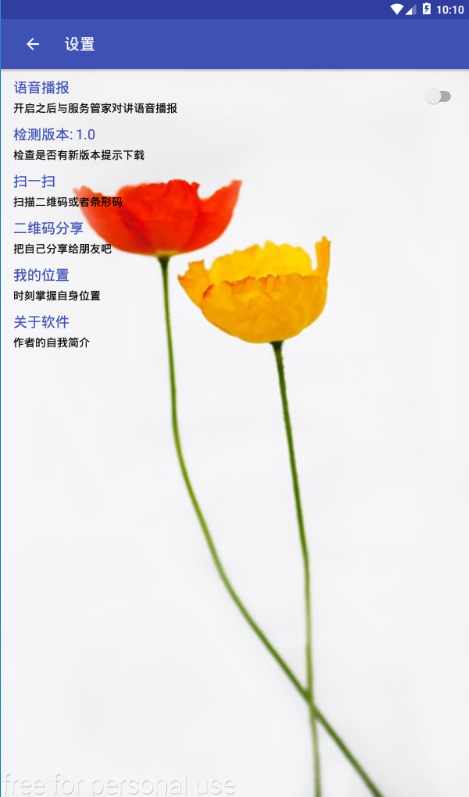 10:10
设置
语音播报
开启之后与服务管家对讲语音播报
检测版本: 1.0
检查是否有新版本提示下载
扫一扫
扫描二维码或者条形码
二维码分享
把自己分享给朋友吧
我的位置
时刻掌握自身位置
关于软件
作者的自我简介
free for personal use